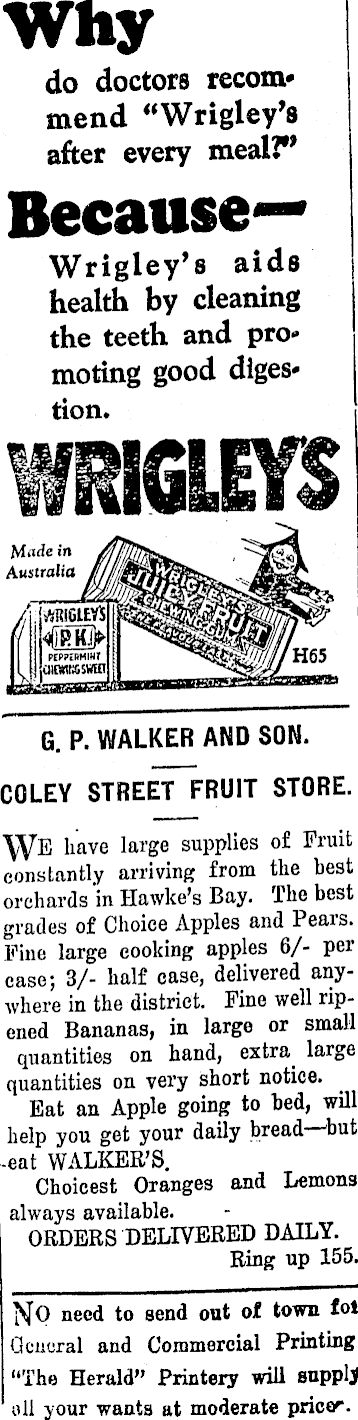 Why
do doctors recom-
mend "Wrigley's
after every meal?"
Because—
Wrigley's aids
health by cleaning
the teeth and pro-
moting good diges-
tion.
WRIGLEY'S
Made in
Australia
WRIGLEY'S
JUICY FRUIT
CHEWING GUM
WRIGLEYS
P.K.
PEPPERMINT
CHEWING SWEET
H65
G. P. WALKER AND SON.
COLEY STREET FRUIT STORE.
WE have large supplies of Fruit
constantly arriving from the best
orchards in Hawke's Bay. The best
grades of Choice Apples and Pears.
Fine large cooking apples 6/- per
case; 3/- half case, delivered any-
where in the district. Fine well rip-
ened Bananas, in large or small
quantities on hand, extra large
quantities on very short notice.
Eat an Apple going to bed, will
help you get your daily bread—but
eat WALKER'S.
Choicest Oranges and Lemons
always available.
ORDERS DELIVERED DAILY.
Ring up 155.
NO need to send out of town for
General and Commercial Printing
"The Herald" Printery will supply
all your wants at moderate prices.